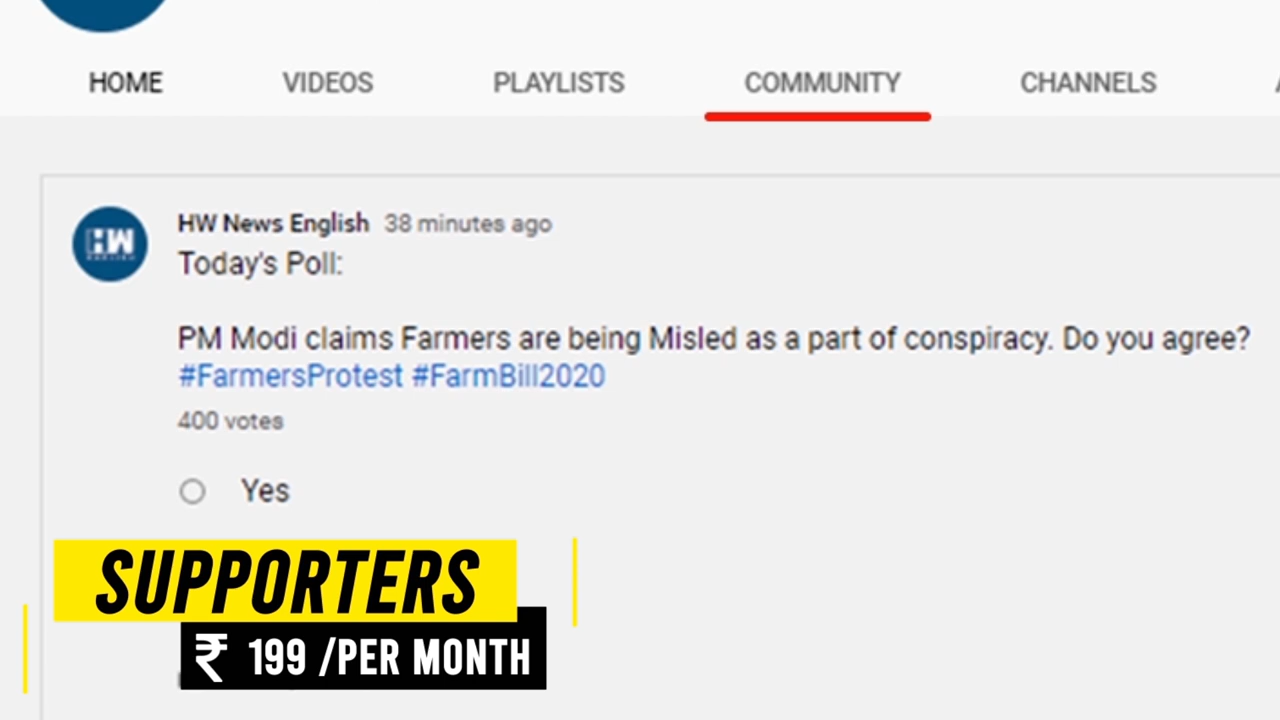 HOME VIDEOS PLAYLISTS COMMUNITY CHANNELS
HW News English 38 minutes ago
HW
Today's Poll:
PM Modi claims Farmers are being Misled as a part of conspiracy. Do you agree?
#FarmersProtest #FarmBill2020
400 votes
Yes
SUPPORTERS
₹ 199 /PER MONTH